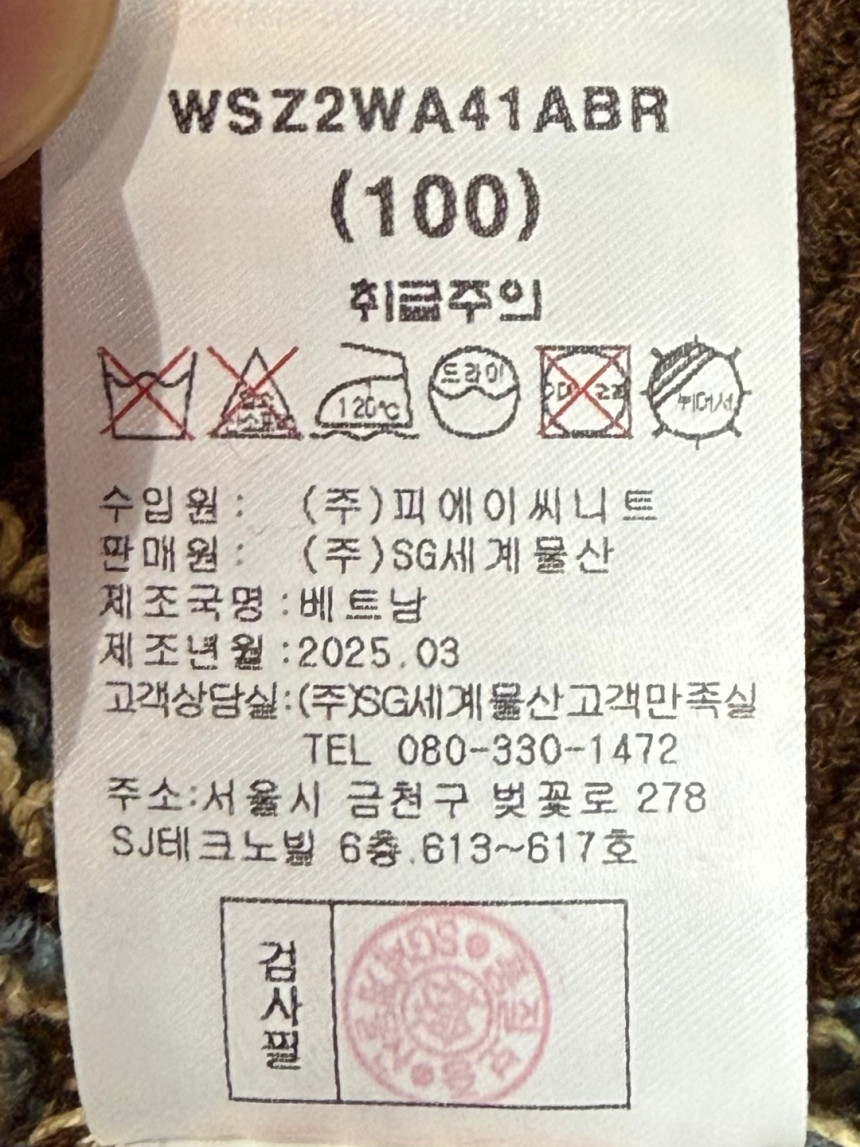 WSZ2WA41ABR
(100)
취급주의
120℃
드라이
뉘어서
수입원 : (주)피에이씨니트
판매원 : (주)SG세계물산
제조국명 :베트남
제조년월 :2025.03
고객상담실:(주)SG세계물산고객만족실
TEL 080-330-1472
주소:서울시 금천구 벚꽃로 278
SJ테크노빌 6층.613~617호
검사필